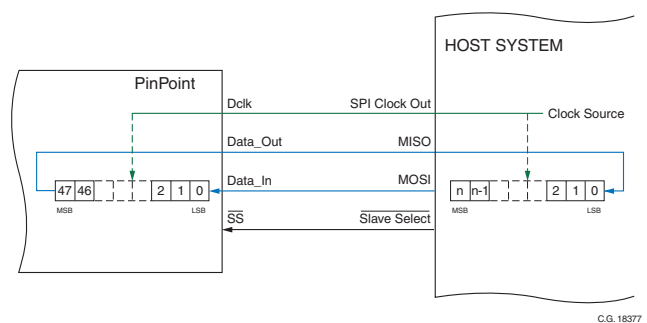 HOST SYSTEM
PinPoint
Dclk SPI Clock Out
Clock Source
Data_Out MISO
47 46 2 1 0 Data_In MOSI n n-1 2 1 0
MSB LSB MSB LSB
SS Slave Select
C.G. 18377